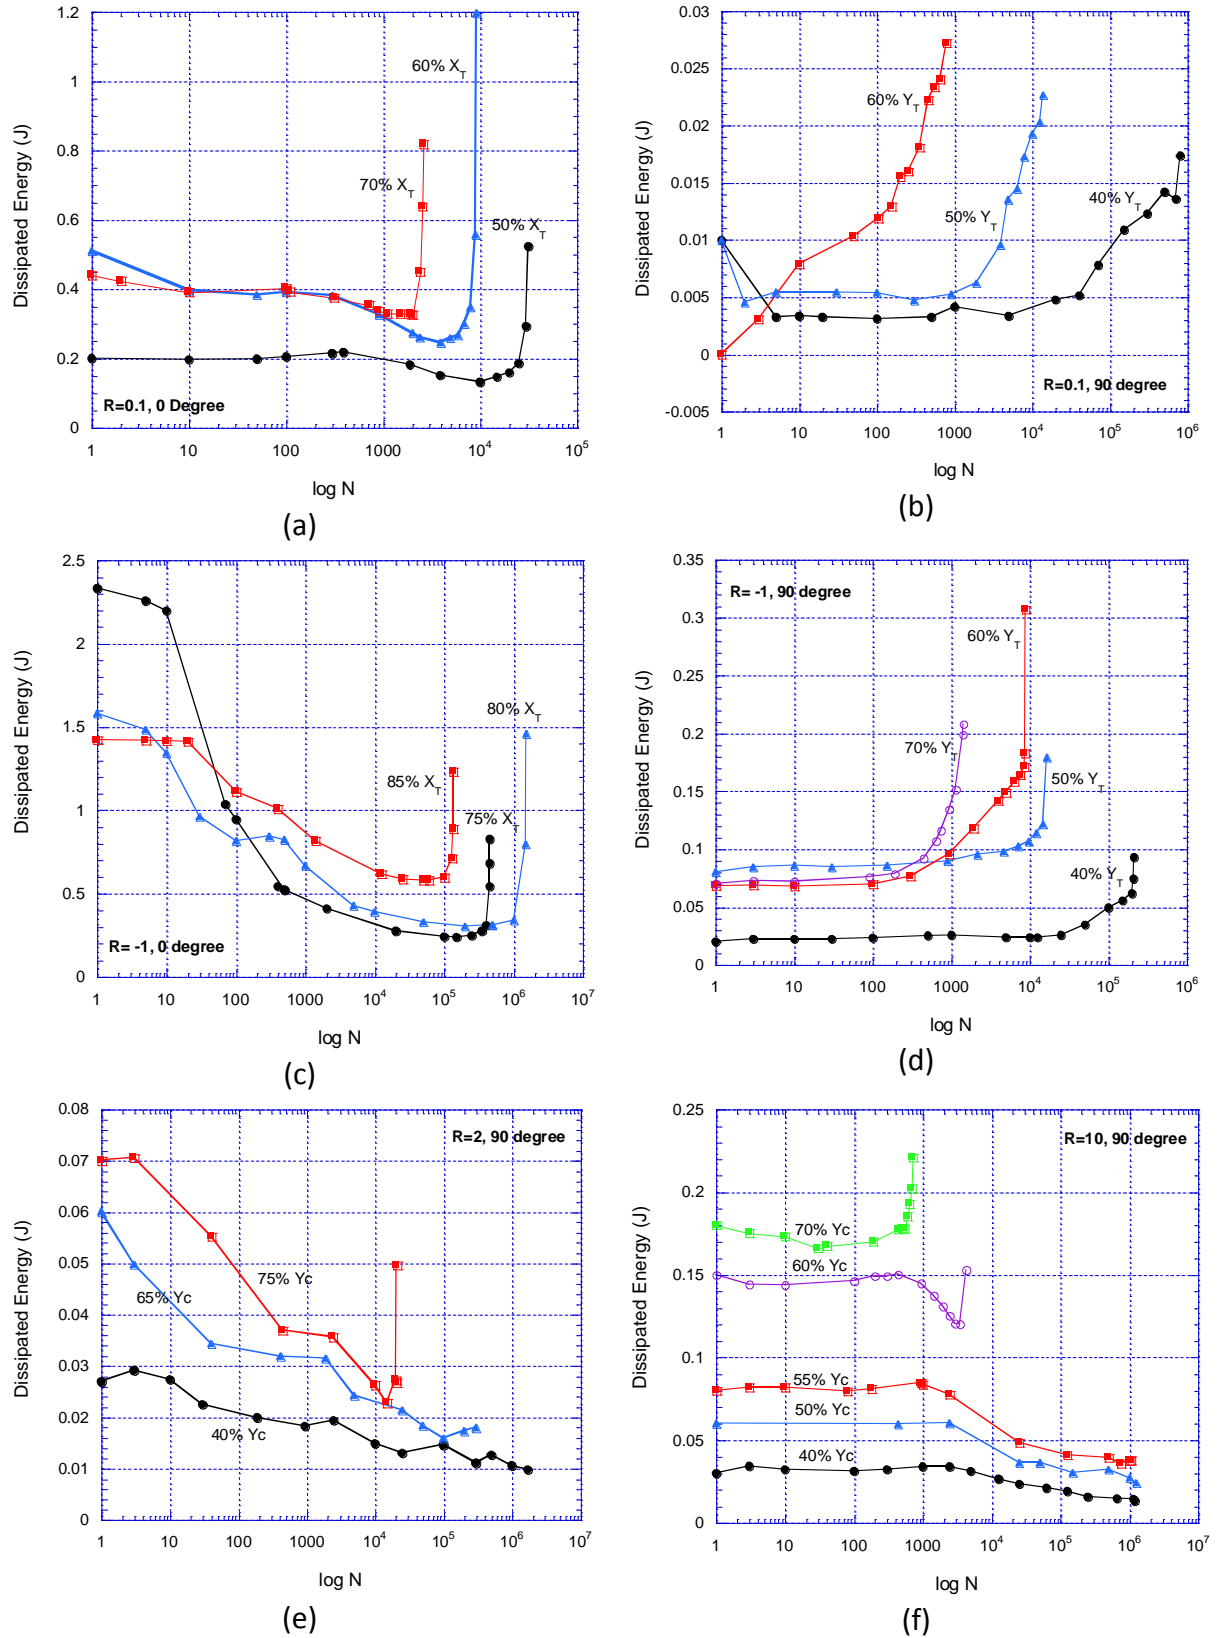 1.2
1
0.8
0.6
0.4
0.2
0
Dissipated Energy (J)
60% X_T
70% X_T
50% X_T
R=0.1, 0 Degree
1 10 100 1000 10^4 10^5
log N
(a)
0.03
0.025
0.02
0.015
0.01
0.005
0
-0.005
Dissipated Energy (J)
60% Y_T
50% Y_T
40% Y_T
R=0.1, 90 degree
1 10 100 1000 10^4 10^5 10^6
log N
(b)
2.5
2
1.5
1
0.5
0
Dissipated Energy (J)
80% X_T
85% X_T
75% X_T
R= -1, 0 degree
1 10 100 1000 10^4 10^5 10^6 10^7
log N
(c)
0.35
0.3
0.25
0.2
0.15
0.1
0.05
0
Dissipated Energy (J)
R= -1, 90 degree
60% Y_T
70% Y_T
50% Y_T
40% Y_T
1 10 100 1000 10^4 10^5 10^6
log N
(d)
0.08
0.07
0.06
0.05
0.04
0.03
0.02
0.01
0
Dissipated Energy (J)
R=2, 90 degree
75% Yc
65% Yc
40% Yc
1 10 100 1000 10^4 10^5 10^6 10^7
log N
(e)
0.25
0.2
0.15
0.1
0.05
0
Dissipated Energy (J)
R=10, 90 degree
70% Yc
60% Yc
55% Yc
50% Yc
40% Yc
1 10 100 1000 10^4 10^5 10^6 10^7
log N
(f)